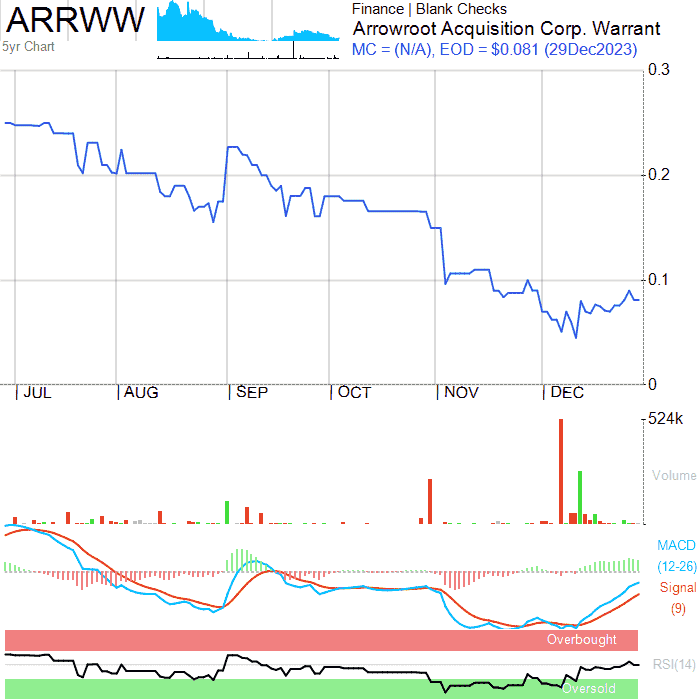 ARRWW
5yr Chart
Finance | Blank Checks
Arrowroot Acquisition Corp. Warrant
MC = (N/A), EOD = $0.081 (29Dec2023)
0.3
0.2
0.1
0
JUL AUG SEP OCT NOV DEC
524k
Volume
MACD
(12-26)
Signal
(9)
Overbought
RSI(14)
Oversold